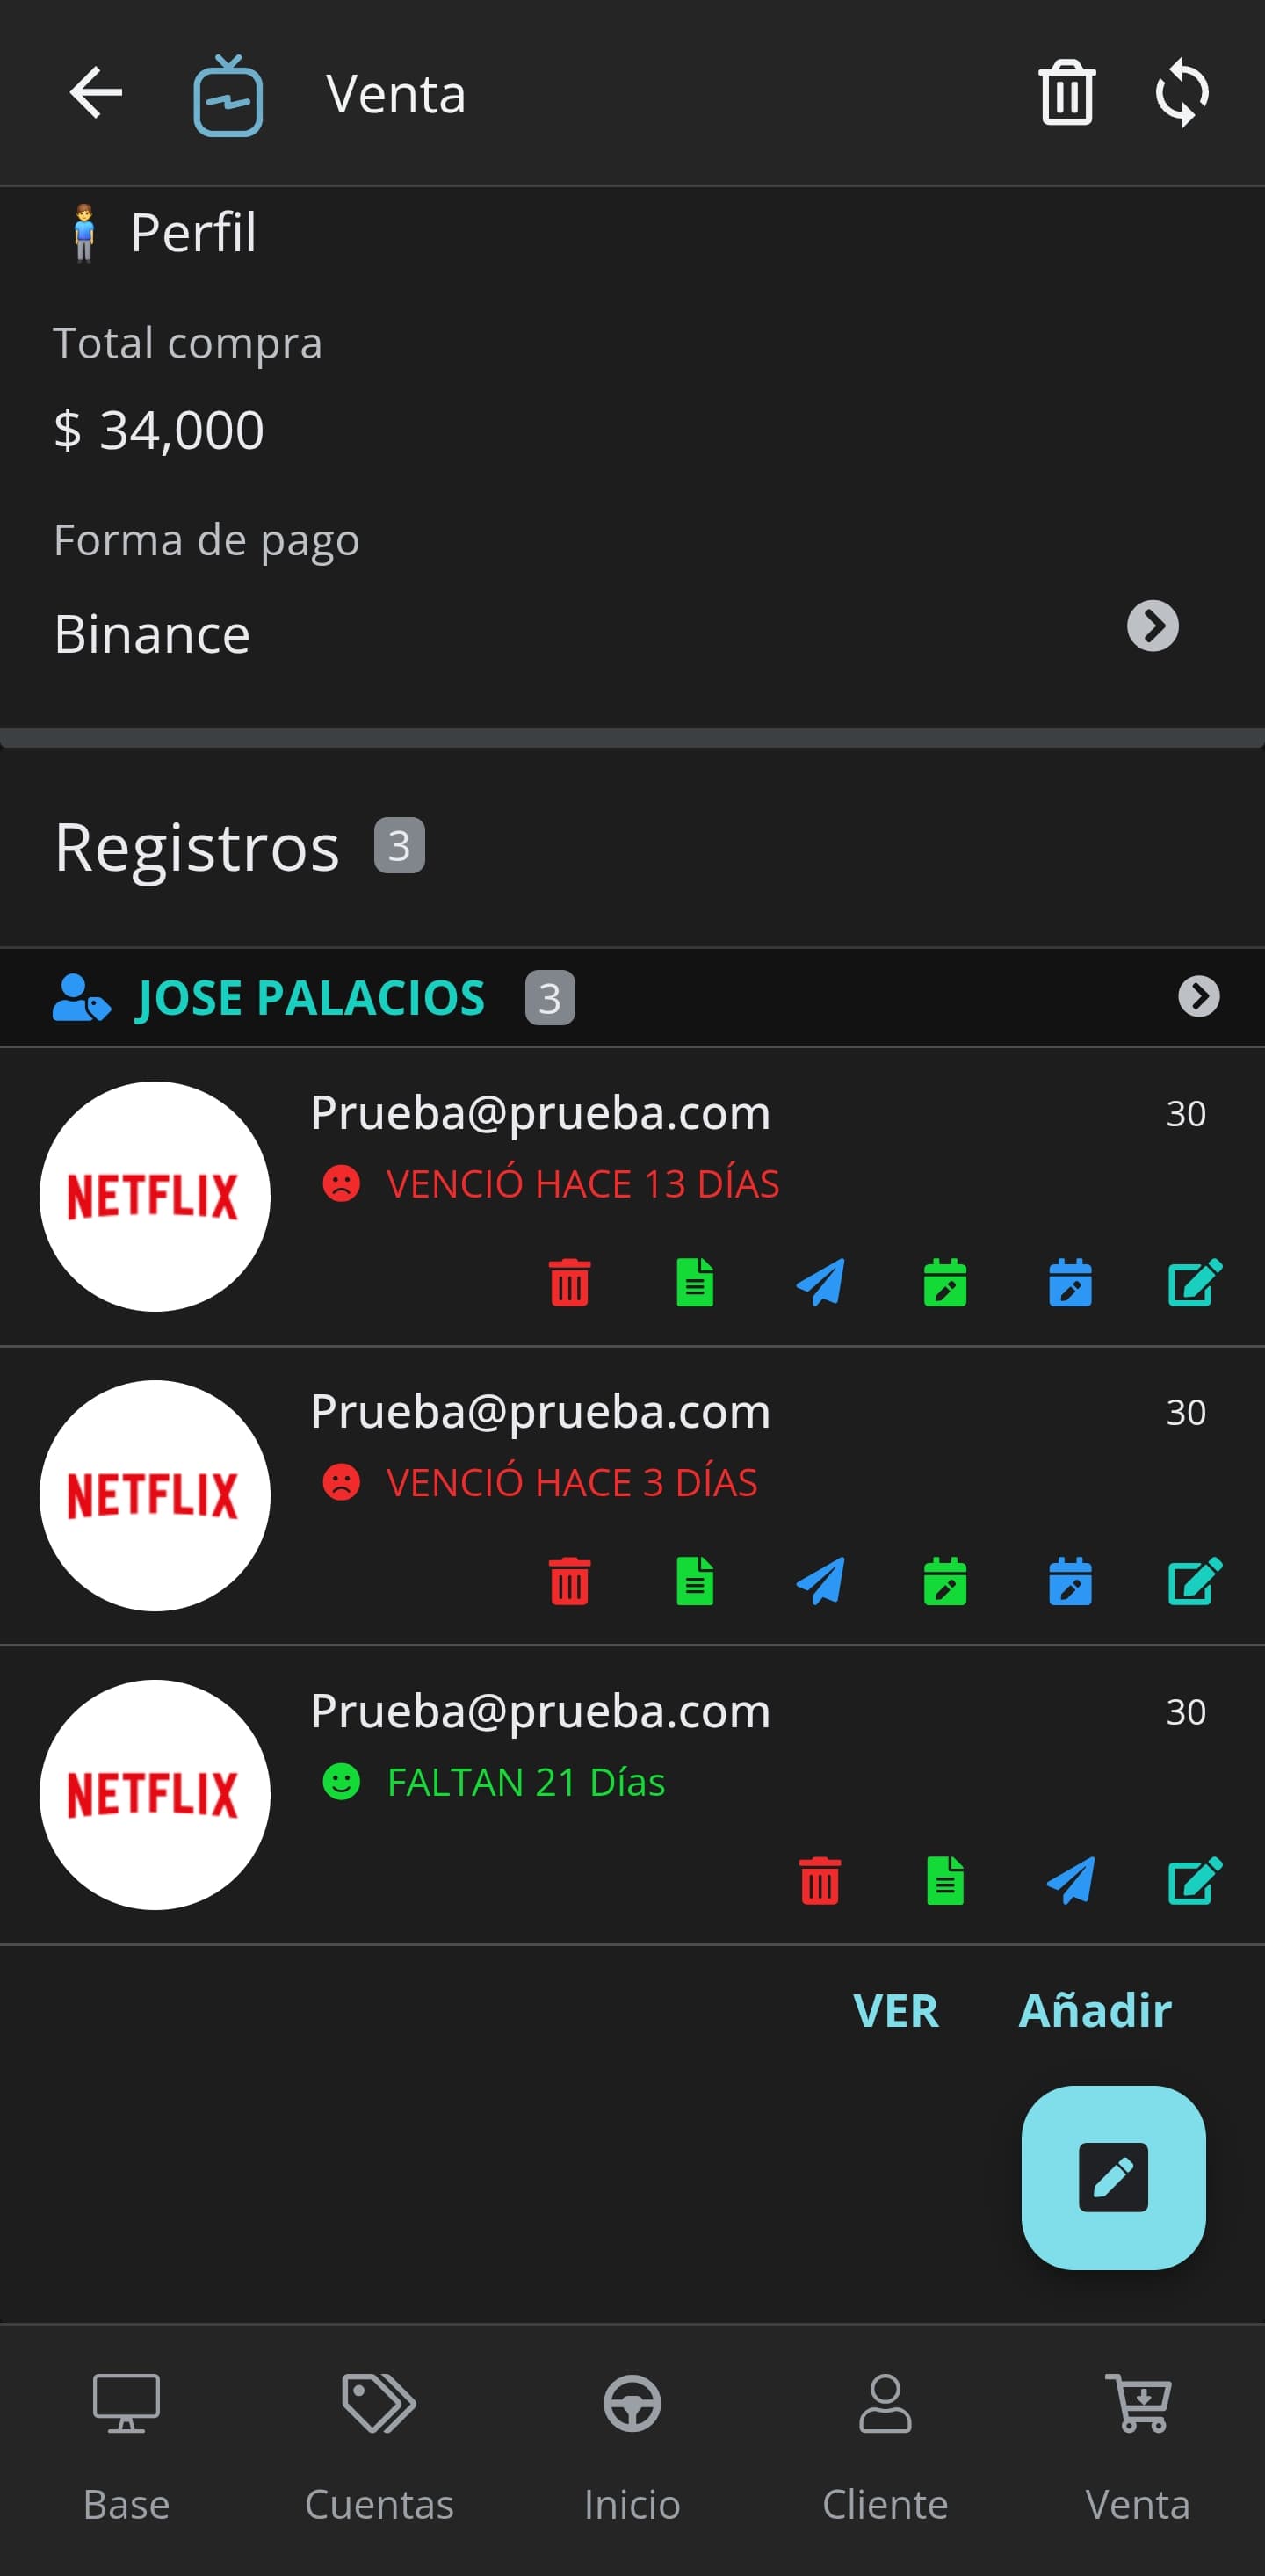 Venta
Perfil
Total compra
$ 34,000
Forma de pago
Binance
Registros 3
JOSE PALACIOS 3
Prueba@prueba.com 30
NETFLIX
VENCIÓ HACE 13 DÍAS
Prueba@prueba.com 30
NETFLIX
VENCIÓ HACE 3 DÍAS
Prueba@prueba.com 30
NETFLIX
FALTAN 21 Días
VER Añadir
Base Cuentas Inicio Cliente Venta